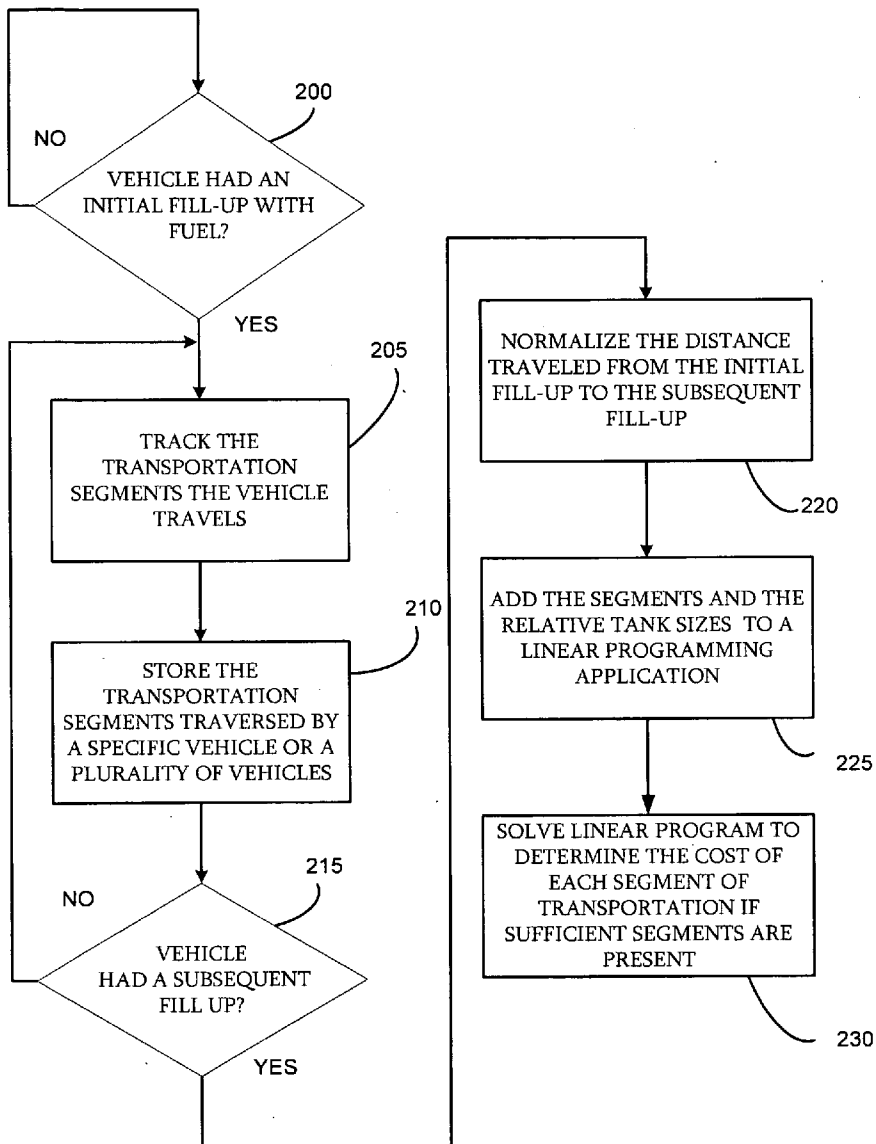 200
NO
VEHICLE HAD AN
INITIAL FILL-UP WITH
FUEL?
YES
205
TRACK THE
TRANSPORTATION
SEGMENTS THE VEHICLE
TRAVELS
210
STORE THE
TRANSPORTATION
SEGMENTS TRAVERSED BY
A SPECIFIC VEHICLE OR A
PLURALITY OF VEHICLES
215
NO
VEHICLE
HAD A SUBSEQUENT
FILL UP?
YES
NORMALIZE THE DISTANCE
TRAVELED FROM THE INITIAL
FILL-UP TO THE SUBSEQUENT
FILL-UP
220
ADD THE SEGMENTS AND THE
RELATIVE TANK SIZES TO A
LINEAR PROGRAMMING
APPLICATION
225
SOLVE LINEAR PROGRAM TO
DETERMINE THE COST OF
EACH SEGMENT OF
TRANSPORTATION IF
SUFFICIENT SEGMENTS ARE
PRESENT
230